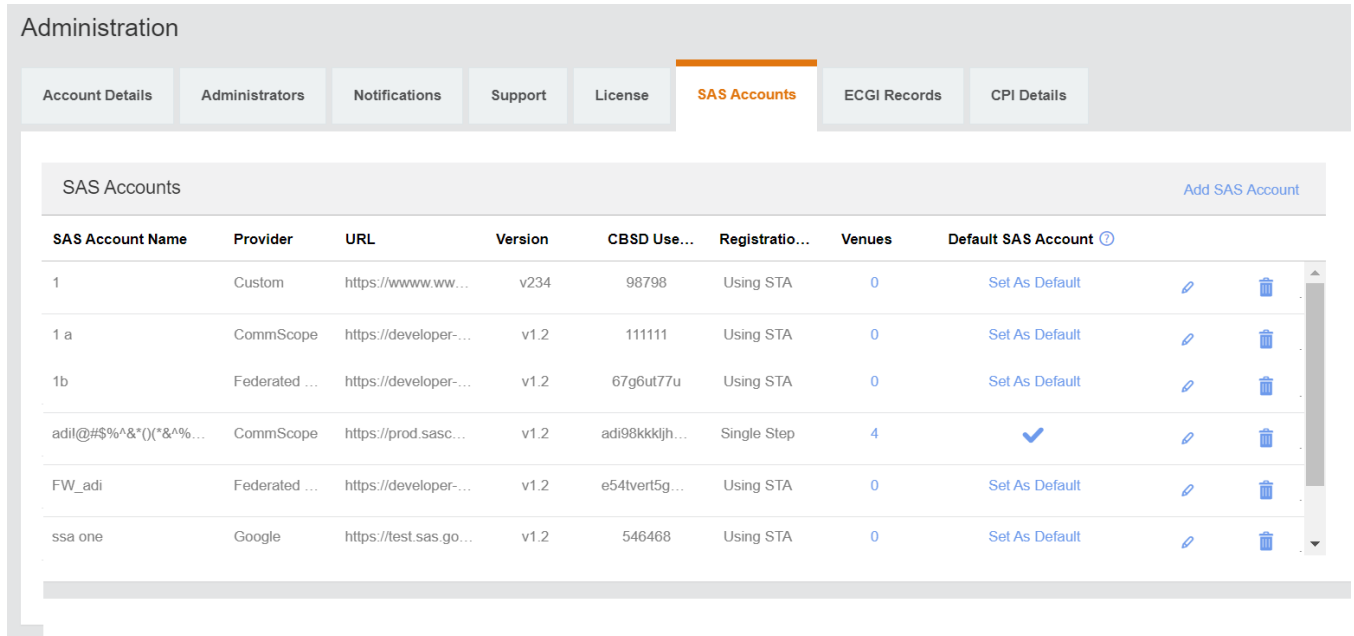 Administration
Account Details Administrators Notifications Support License SAS Accounts ECGI Records CPI Details
SAS Accounts Add SAS Account
SAS Account Name Provider URL Version CBSD Use... Registratio... Venues Default SAS Account ?
1 Custom https://wwww.ww... v234 98798 Using STA 0 Set As Default
1 a CommScope https://developer-... v1.2 111111 Using STA 0 Set As Default
1b Federated ... https://developer-... v1.2 67g6ut77u Using STA 0 Set As Default
adi!@#$%^&*()(*&^%... CommScope https://prod.sasc... v1.2 adi98kkkljh... Single Step 4
FW_adi Federated ... https://developer-... v1.2 e54tvert5g... Using STA 0 Set As Default
ssa one Google https://test.sas.go... v1.2 546468 Using STA 0 Set As Default